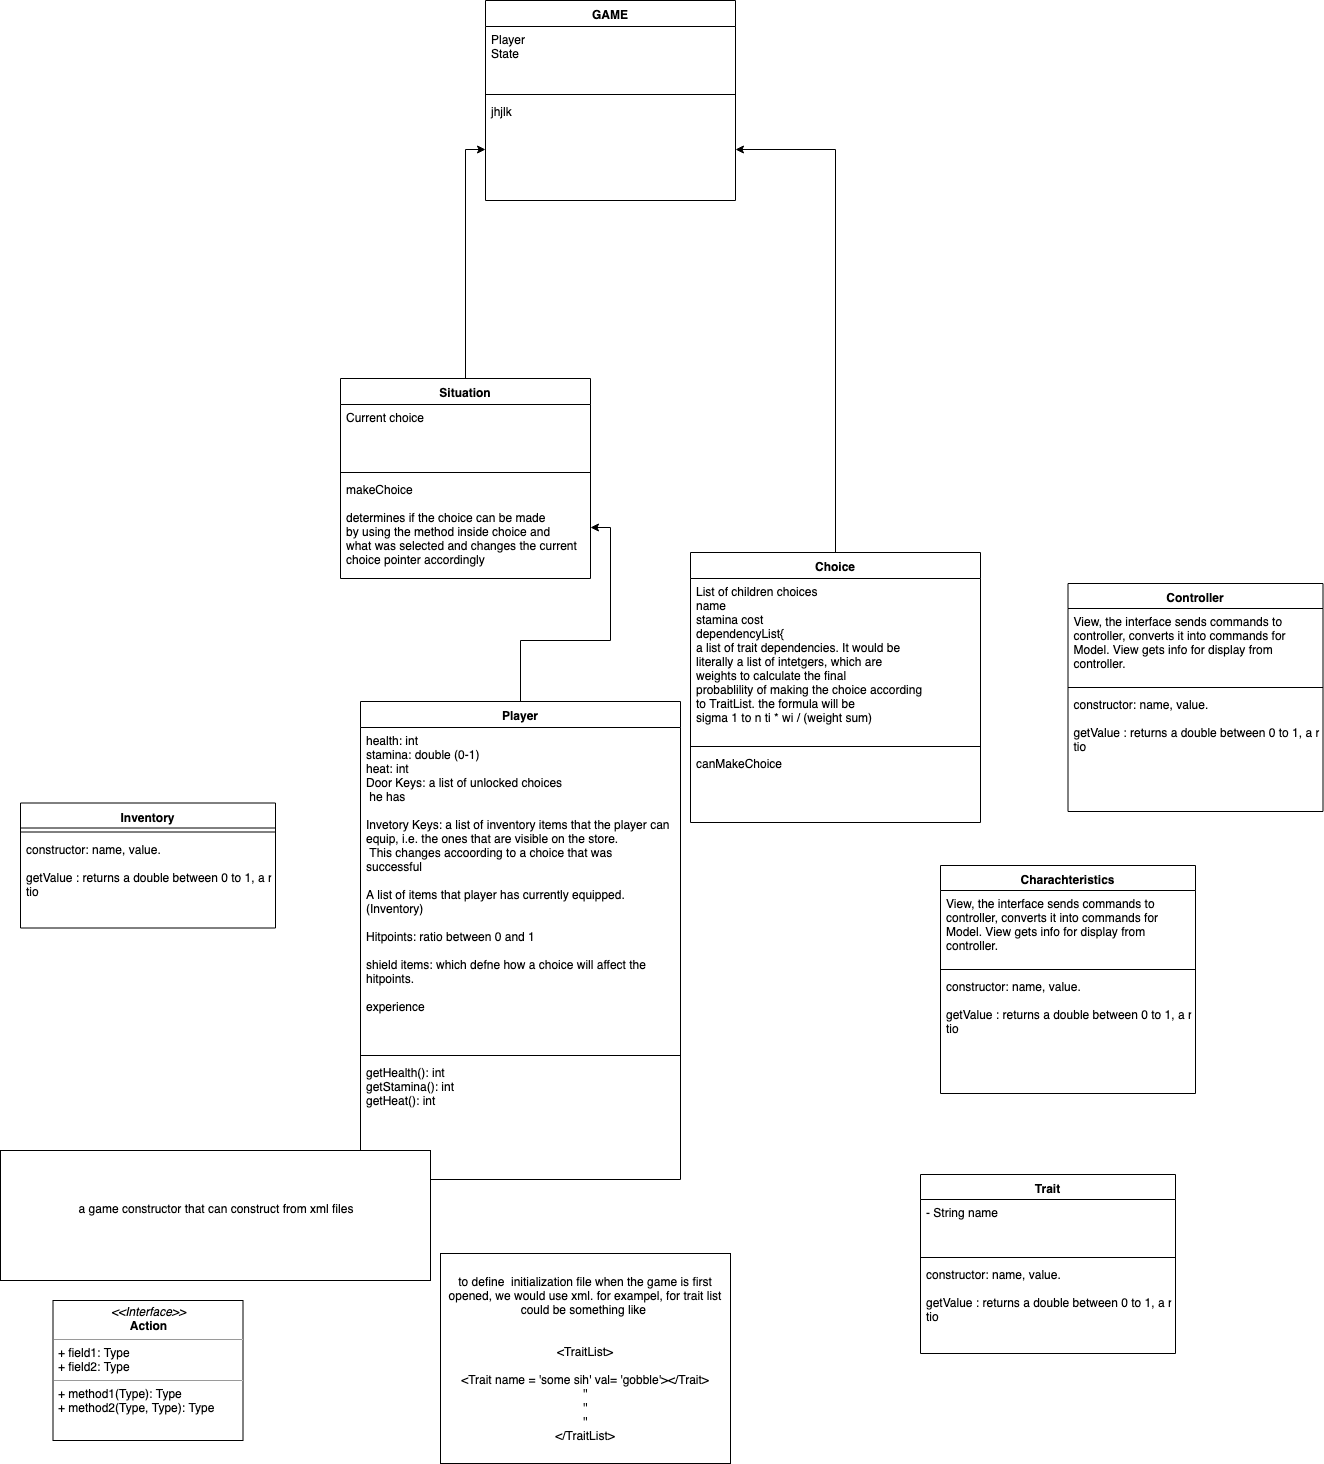 GAME
Player
State
jhjlk
Situation
Current choice
makeChoice
determines if the choice can be made
by using the method inside choice and
what was selected and changes the current
choice pointer accordingly
Choice
List of children choices
name
stamina cost
dependencyList{
a list of trait dependencies. It would be
literally a list of intetgers, which are
weights to calculate the final
probablility of making the choice according
to TraitList. the formula will be
sigma 1 to n ti * wi / (weight sum)
canMakeChoice
Controller
View, the interface sends commands to
controller, converts it into commands for
Model. View gets info for display from
controller.
constructor: name, value.
getValue : returns a double between 0 to 1, a r
tio
Player
health: int
stamina: double (0-1)
heat: int
Door Keys: a list of unlocked choices
he has
Invetory Keys: a list of inventory items that the player can
equip, i.e. the ones that are visible on the store.
This changes accoording to a choice that was
successful
A list of items that player has currently equipped.
(Inventory)
Hitpoints: ratio between 0 and 1
shield items: which defne how a choice will affect the
hitpoints.
experience
getHealth(): int
getStamina(): int
getHeat(): int
Inventory
constructor: name, value.
getValue : returns a double between 0 to 1, a r
tio
Charachteristics
View, the interface sends commands to
controller, converts it into commands for
Model. View gets info for display from
controller.
constructor: name, value.
getValue : returns a double between 0 to 1, a r
tio
a game constructor that can construct from xml files
Trait
- String name
constructor: name, value.
getValue : returns a double between 0 to 1, a r
tio
to define  initialization file when the game is first
opened, we would use xml. for exampel, for trait list
could be something like
<TraitList>
<Trait name = 'some sih' val= 'gobble'></Trait>
"
"
"
</TraitList>
<<Interface>>
Action
+ field1: Type
+ field2: Type
+ method1(Type): Type
+ method2(Type, Type): Type